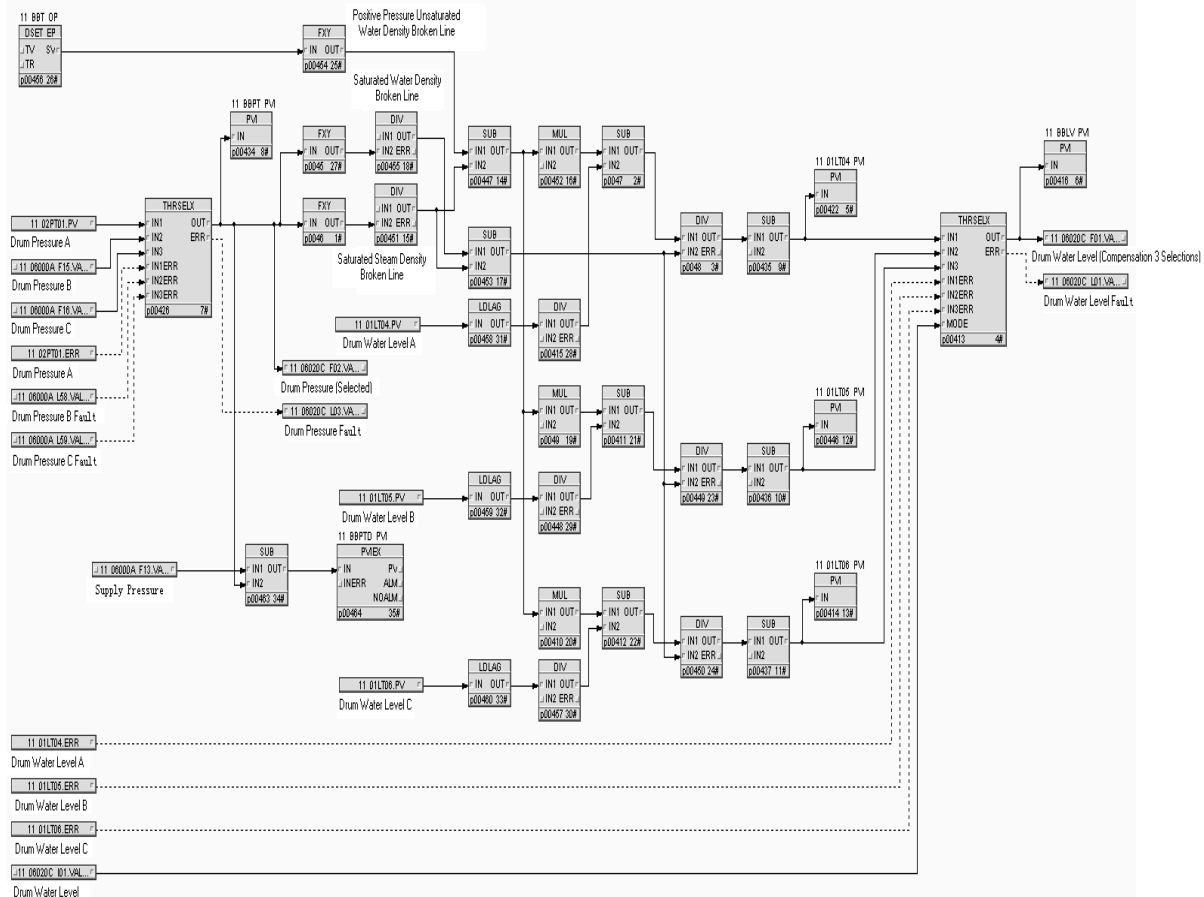 11 BBT OP
DSET EP
TV SV
TR
p00456 26#
Positive Pressure Unsaturated
Water Density Broken Line
FXY
IN OUT
p00454 25#
Saturated Water Density
Broken Line
11 BBPT PVI
PVI
IN
p00434 8#
FXY
IN OUT
p0045 27#
DIV
IN1 OUT
IN2 ERR
p00455 18#
FXY
IN OUT
p0046 1#
DIV
IN1 OUT
IN2 ERR
p00451 15#
Saturated Steam Density
Broken Line
SUB
IN1 OUT
IN2
p00447 14#
MUL
IN1 OUT
IN2
p00452 16#
SUB
IN1 OUT
IN2
p0047 2#
SUB
IN1 OUT
IN2
p00453 17#
11 02PT01.PV
Drum Pressure A
11 06000A F15.VA...
Drum Pressure B
11 06000A F16.VA...
Drum Pressure C
11 02PT01.ERR
Drum Pressure A
11 06000A L58.VAL...
Drum Pressure B Fault
11 06000A L59.VAL...
Drum Pressure C Fault
THRSELX
IN1 OUT
IN2 ERR
IN3
IN1ERR
IN2ERR
IN3ERR
p00426 7#
11 01LT04.PV
Drum Water Level A
LDLAG
IN OUT
p00458 31#
DIV
IN1 OUT
IN2 ERR
p00415 28#
DIV
IN1 OUT
IN2 ERR
p0048 3#
SUB
IN1 OUT
IN2
p00435 9#
11 01LT04 PVI
PVI
IN
p00422 5#
11 BBLV PVI
PVI
IN
p00416 6#
THRSELX
IN1 OUT
IN2 ERR
IN3
IN1ERR
IN2ERR
IN3ERR
MODE
p00413 4#
11 06020C F01.VA...
Drum Water Level (Compensation 3 Selections)
11 06020C L01.VA...
Drum Water Level Fault
11 06020C F02.VA...
Drum Pressure (Selected)
11 06020C L03.VA...
Drum Pressure Fault
MUL
IN1 OUT
IN2
p0049 19#
SUB
IN1 OUT
IN2
p00411 21#
11 01LT05.PV
Drum Water Level B
LDLAG
IN OUT
p00459 32#
DIV
IN1 OUT
IN2 ERR
p00448 29#
DIV
IN1 OUT
IN2 ERR
p00449 23#
SUB
IN1 OUT
IN2
p00436 10#
11 01LT05 PVI
PVI
IN
p00446 12#
11 06000A F13.VA...
Supply Pressure
SUB
IN1 OUT
IN2
p00463 34#
11 BBPTD PVI
PVIEX
IN PV
INERR ALM
NOALM
p00464 35#
MUL
IN1 OUT
IN2
p00410 20#
SUB
IN1 OUT
IN2
p00412 22#
11 01LT06.PV
Drum Water Level C
LDLAG
IN OUT
p00460 33#
DIV
IN1 OUT
IN2 ERR
p00457 30#
DIV
IN1 OUT
IN2 ERR
p00450 24#
SUB
IN1 OUT
IN2
p00437 11#
11 01LT06 PVI
PVI
IN
p00414 13#
11 01LT04.ERR
Drum Water Level A
11 01LT05.ERR
Drum Water Level B
11 01LT06.ERR
Drum Water Level C
11 06020C I01.VAL...
Drum Water Level